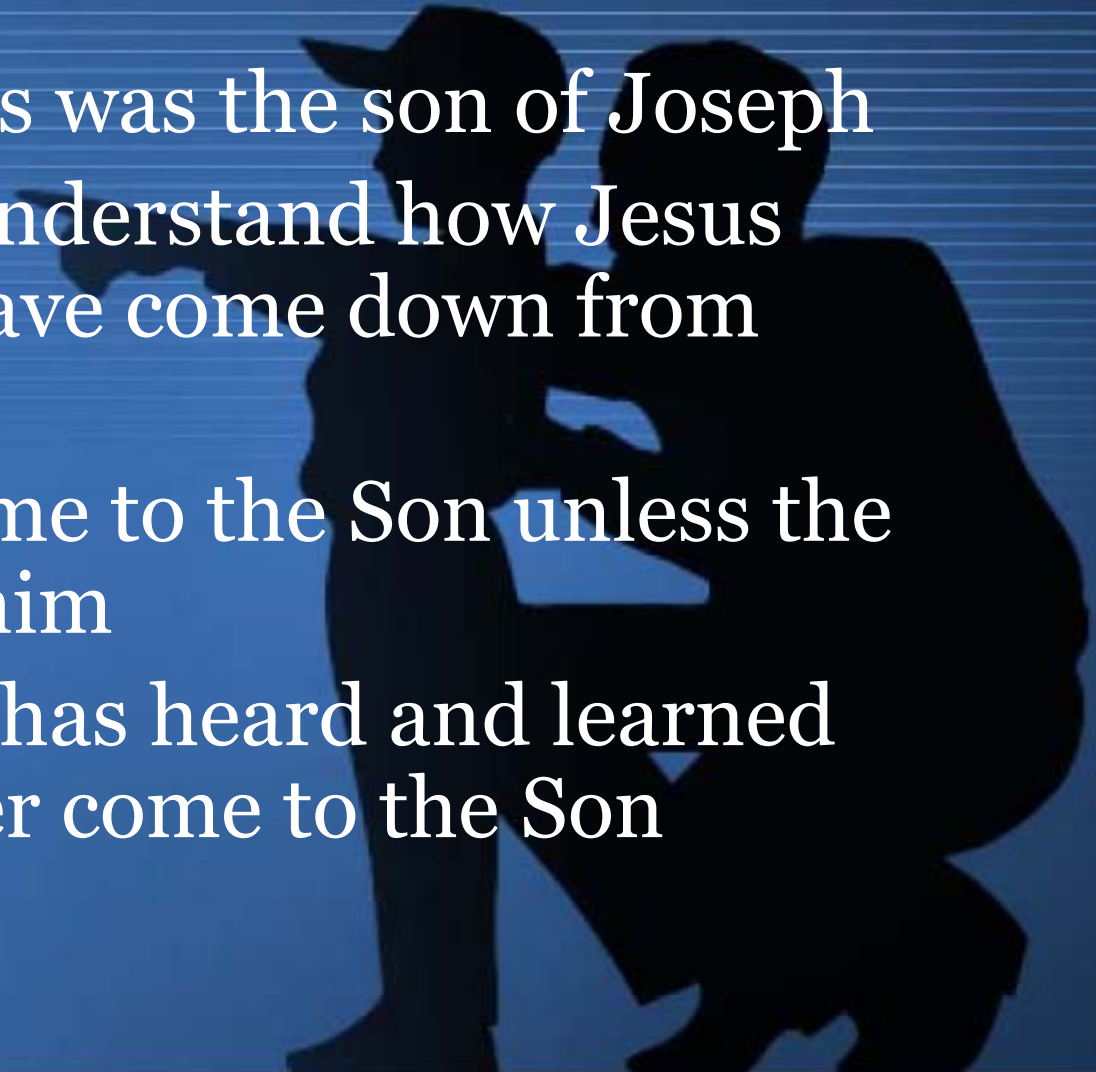 s was the son of Joseph
nderstand how Jesus
ave come down from
me to the Son unless the
him
has heard and learned
er come to the Son